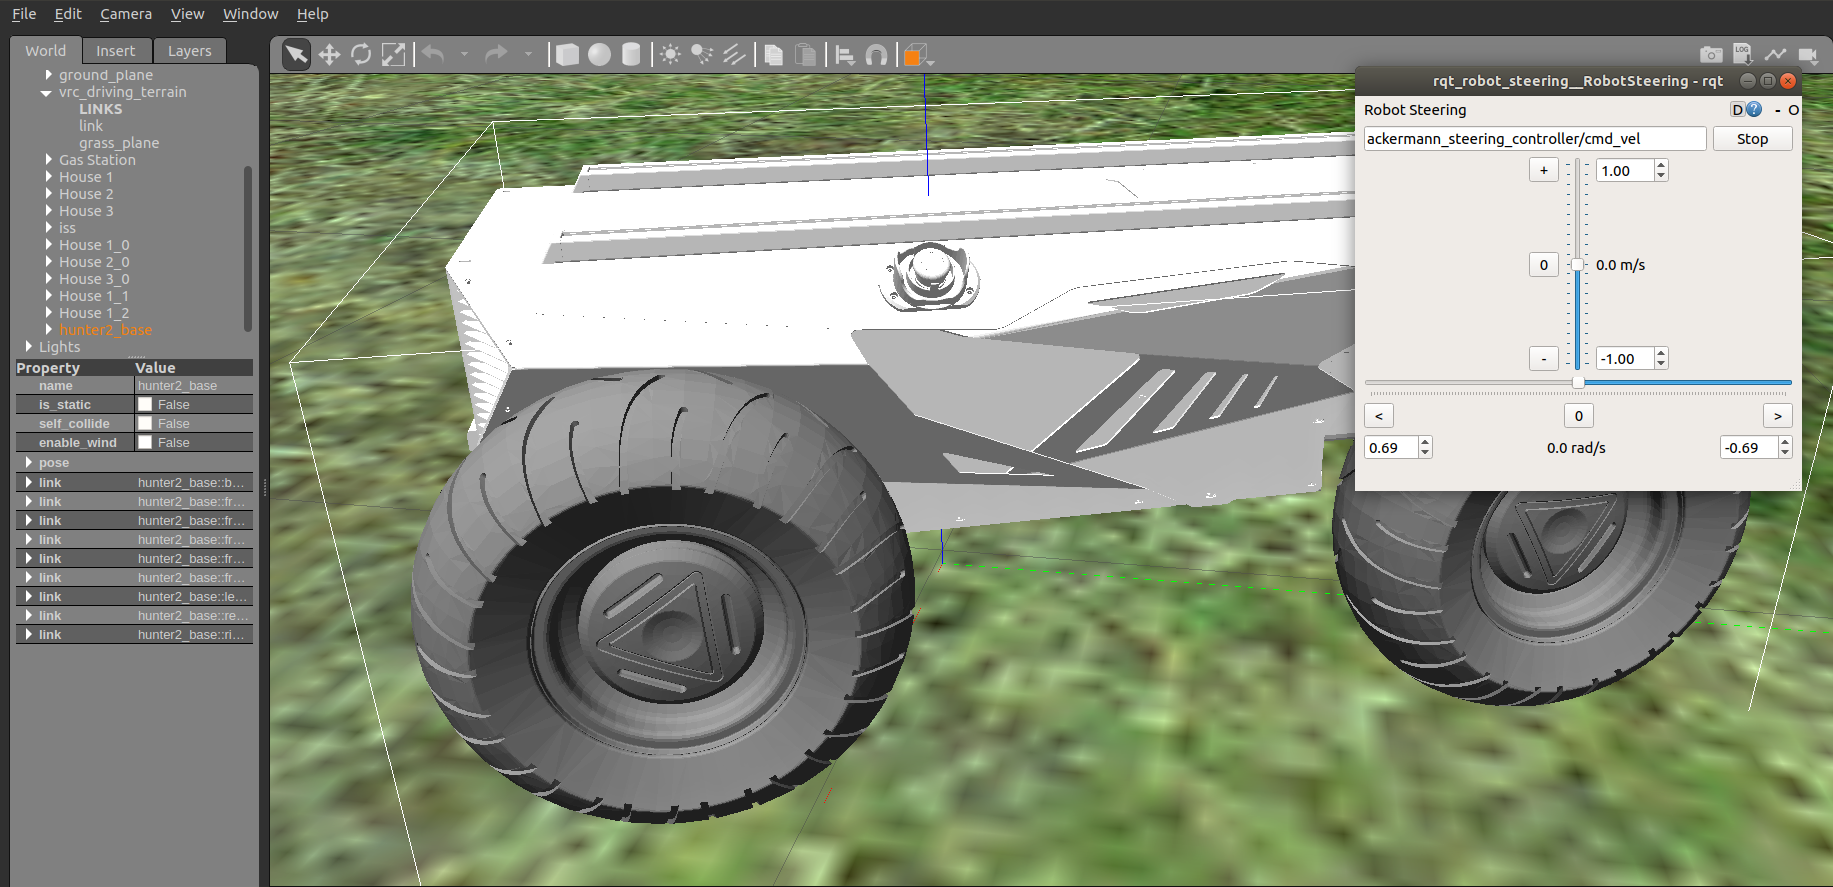 File Edit Camera View Window Help
World Insert Layers
ground_plane
vrc_driving_terrain
LINKS
link
grass_plane
Gas Station
House 1
House 2
House 3
iss
House 1_0
House 2_0
House 3_0
House 1_1
House 1_2
hunter2_base
Lights
Property Value
name hunter2_base
is_static False
self_collide False
enable_wind False
pose
link hunter2_base::b...
link hunter2_base::fr...
link hunter2_base::fr...
link hunter2_base::fr...
link hunter2_base::fr...
link hunter2_base::fr...
link hunter2_base::le...
link hunter2_base::re...
link hunter2_base::ri...
LOG
rqt_robot_steering__RobotSteering - rqt
Robot Steering D ? - O
ackermann_steering_controller/cmd_vel Stop
+ 1.00
0 0.0 m/s
- -1.00
< 0 >
0.69 0.0 rad/s -0.69